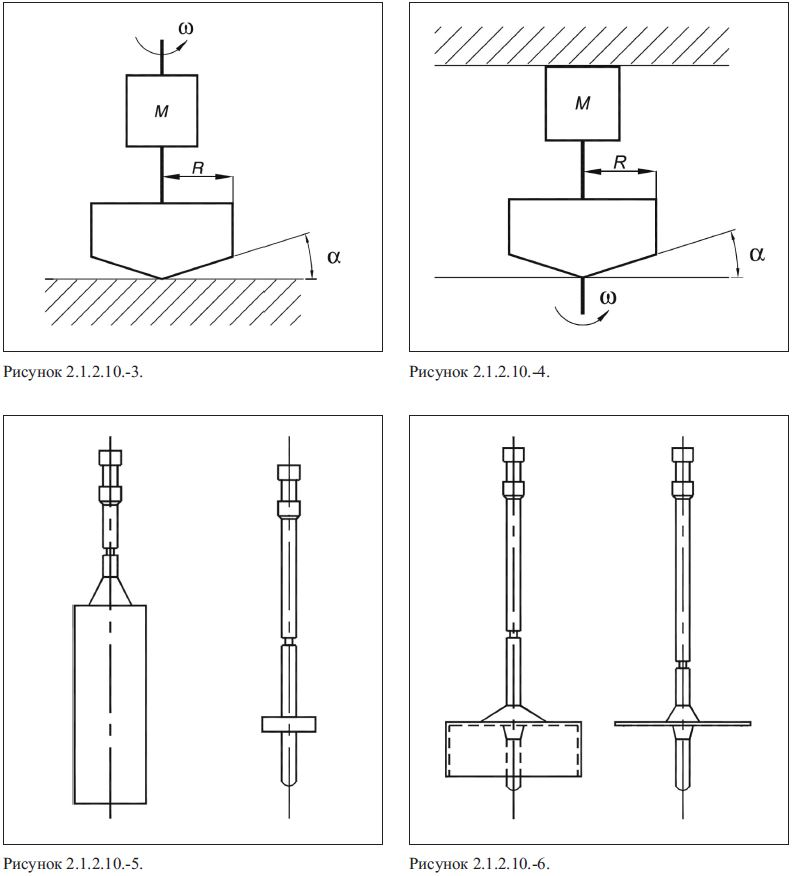 ω
M
R
α
Рисунок 2.1.2.10.-3.
M
R
α
ω
Рисунок 2.1.2.10.-4.
Рисунок 2.1.2.10.-5.
Рисунок 2.1.2.10.-6.